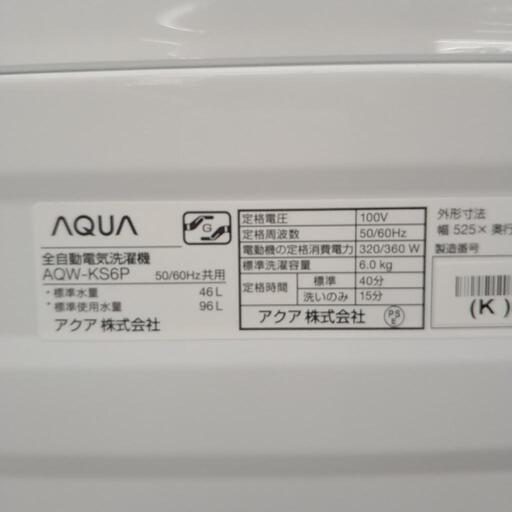 AQUA
G
全自動電気洗濯機
AQW-KS6P 50/60Hz共用
・標準水量 46L
・標準使用水量 96L
アクア株式会社
定格電圧 100V
定格周波数 50/60Hz
電動機の定格消費電力 320/360W
標準洗濯容量 6.0kg
定格時間 標準 40分
洗いのみ 15分
アクア株式会社 PSE
外形寸法
幅 525× 奥行
製造番号
(K)